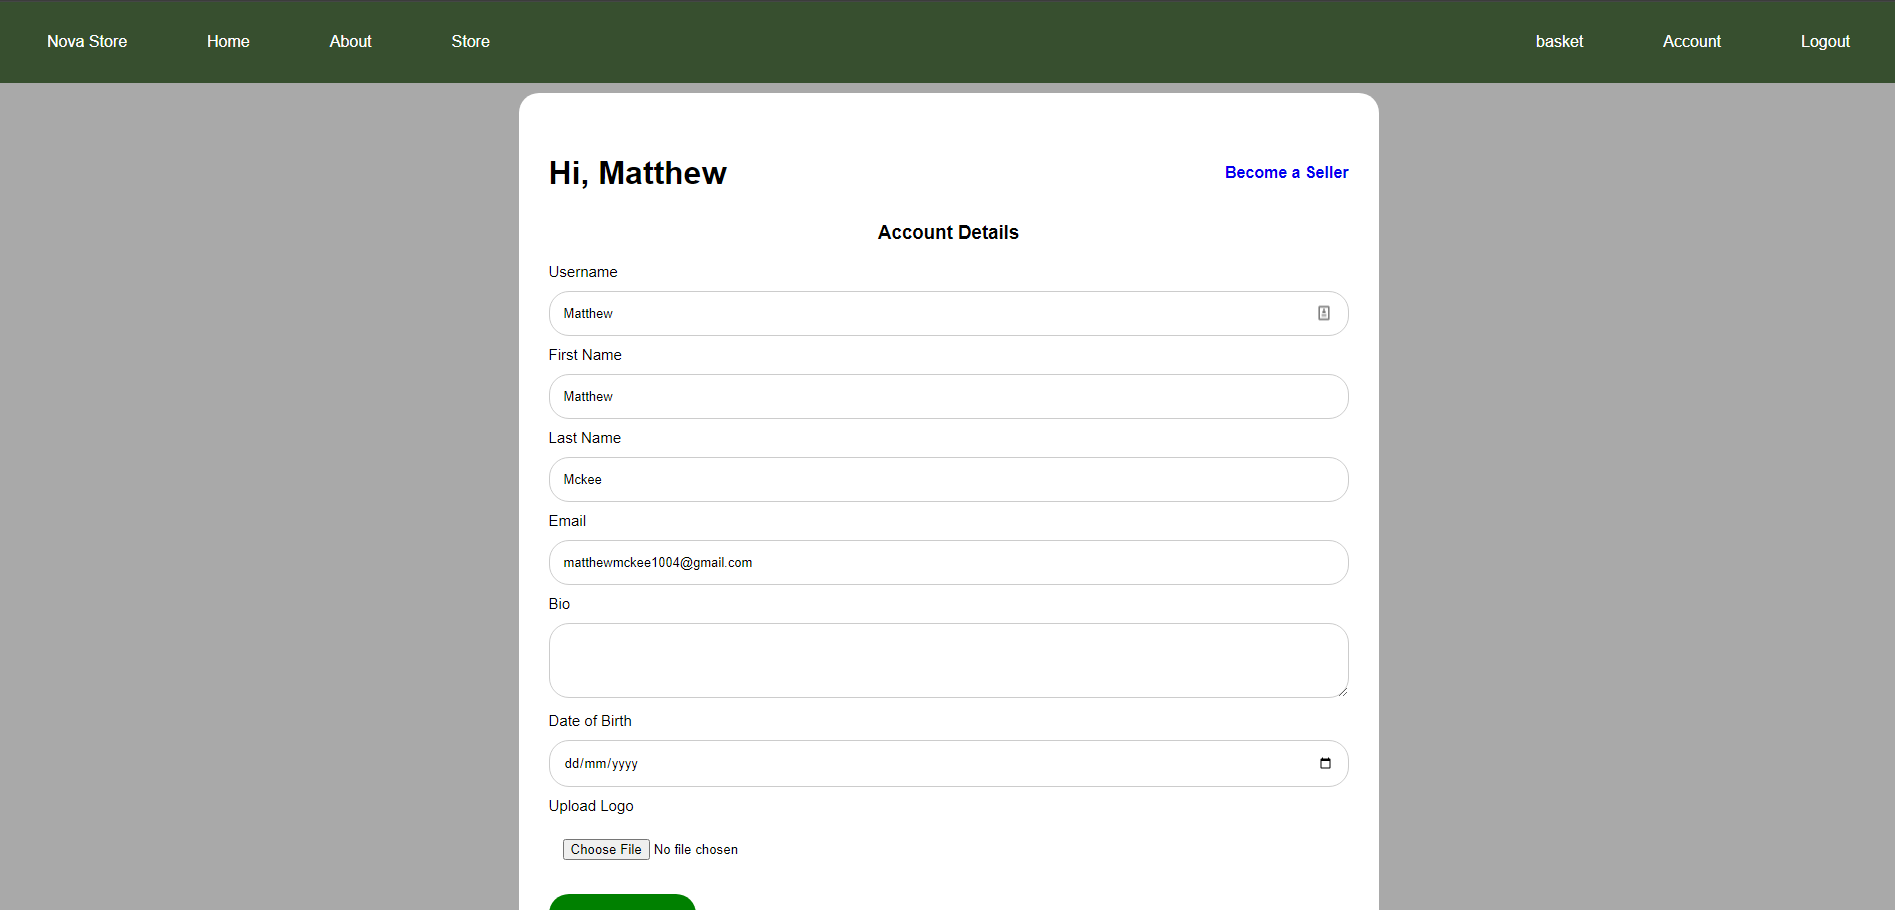 Nova Store Home About Store basket Account Logout
Hi, Matthew Become a Seller
Account Details
Username
Matthew
First Name
Matthew
Last Name
Mckee
Email
matthewmckee1004@gmail.com
Bio
Date of Birth
dd/mm/yyyy
Upload Logo
Choose File No file chosen